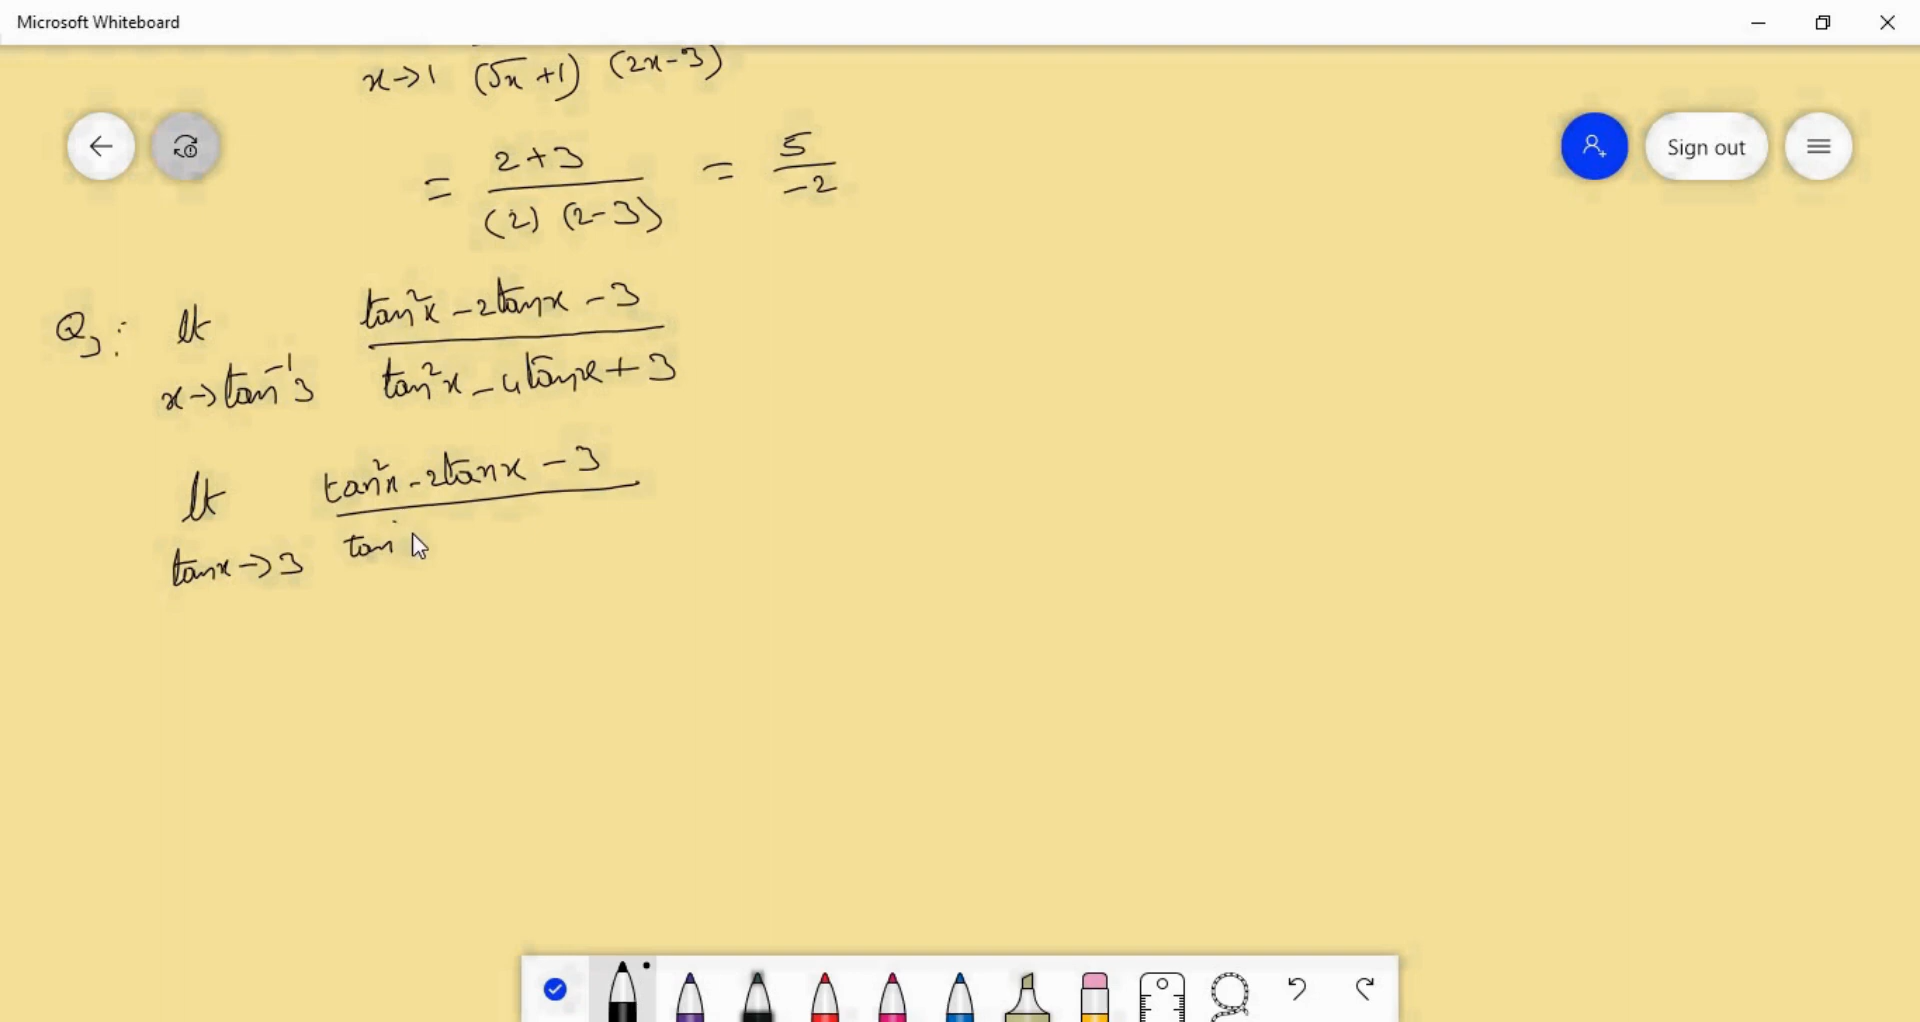 Microsoft Whiteboard
x→1 (√x +1) (2x-3)
= 2+3 / (2) (2-3) = 5 / -2
Sign out
Q3: lt x→tan⁻¹3 tan²x - 2tanx - 3 / tan²x - 4tanx + 3
lt tanx→3 tan²x - 2tanx - 3 / tan